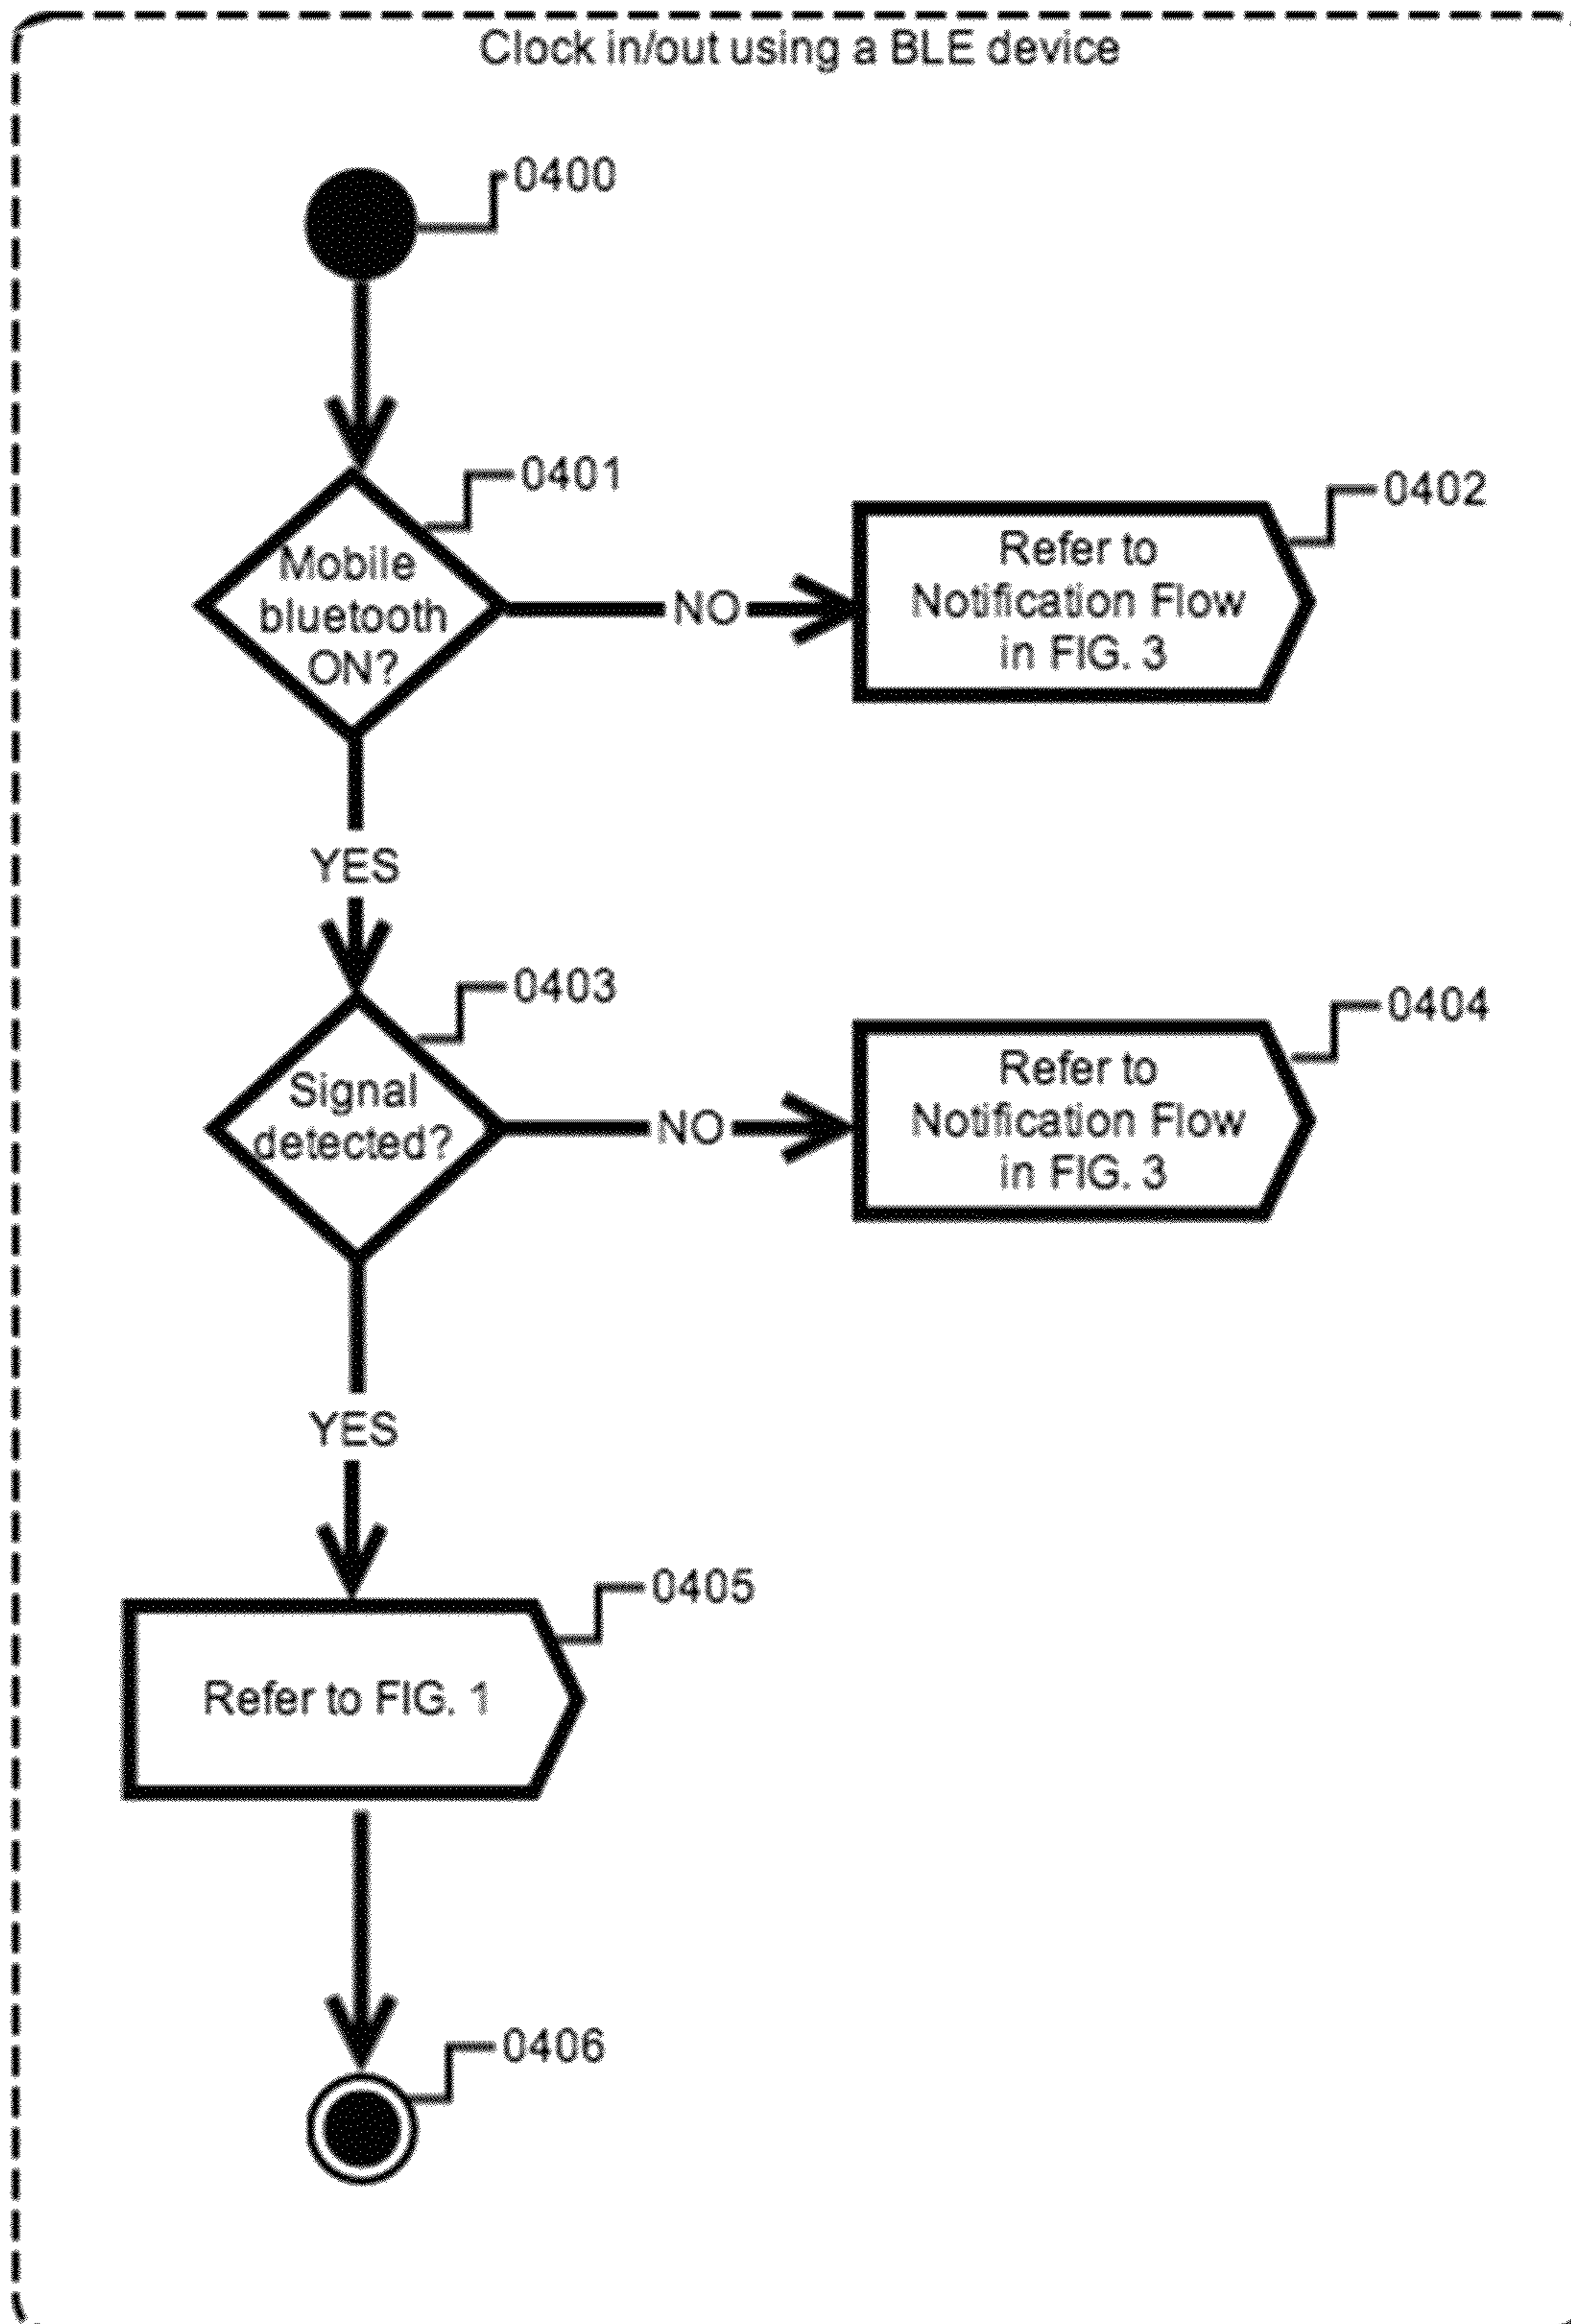 Clock in/out using a BLE device
0400
0401
Mobile
bluetooth
ON?
NO
0402
Refer to
Notification Flow
in FIG. 3
YES
0403
Signal
detected?
NO
0404
Refer to
Notification Flow
in FIG. 3
YES
0405
Refer to FIG. 1
0406